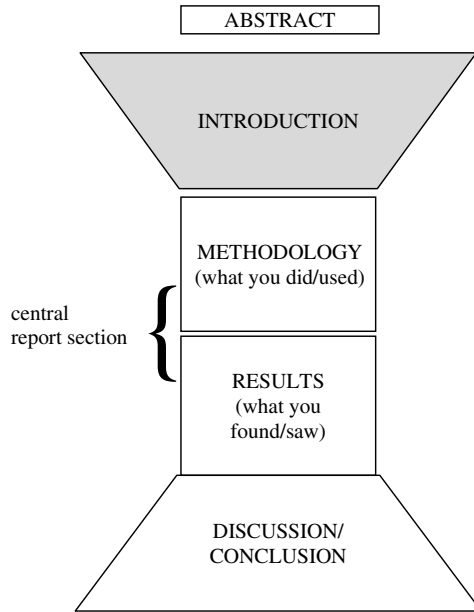 ABSTRACT
INTRODUCTION
METHODOLOGY
(what you did/used)
central
report section
RESULTS
(what you
found/saw)
DISCUSSION/
CONCLUSION